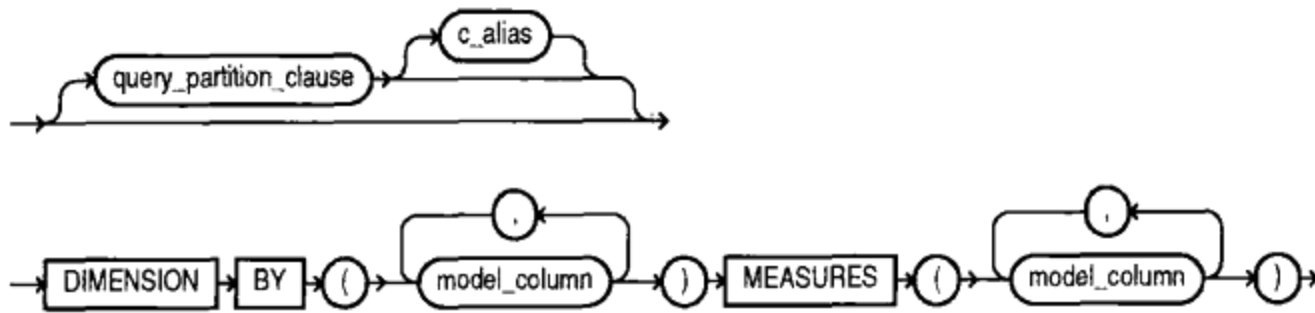 c_alias
query_partition_clause
,
,
DIMENSION BY ( model_column ) MEASURES ( model_column )